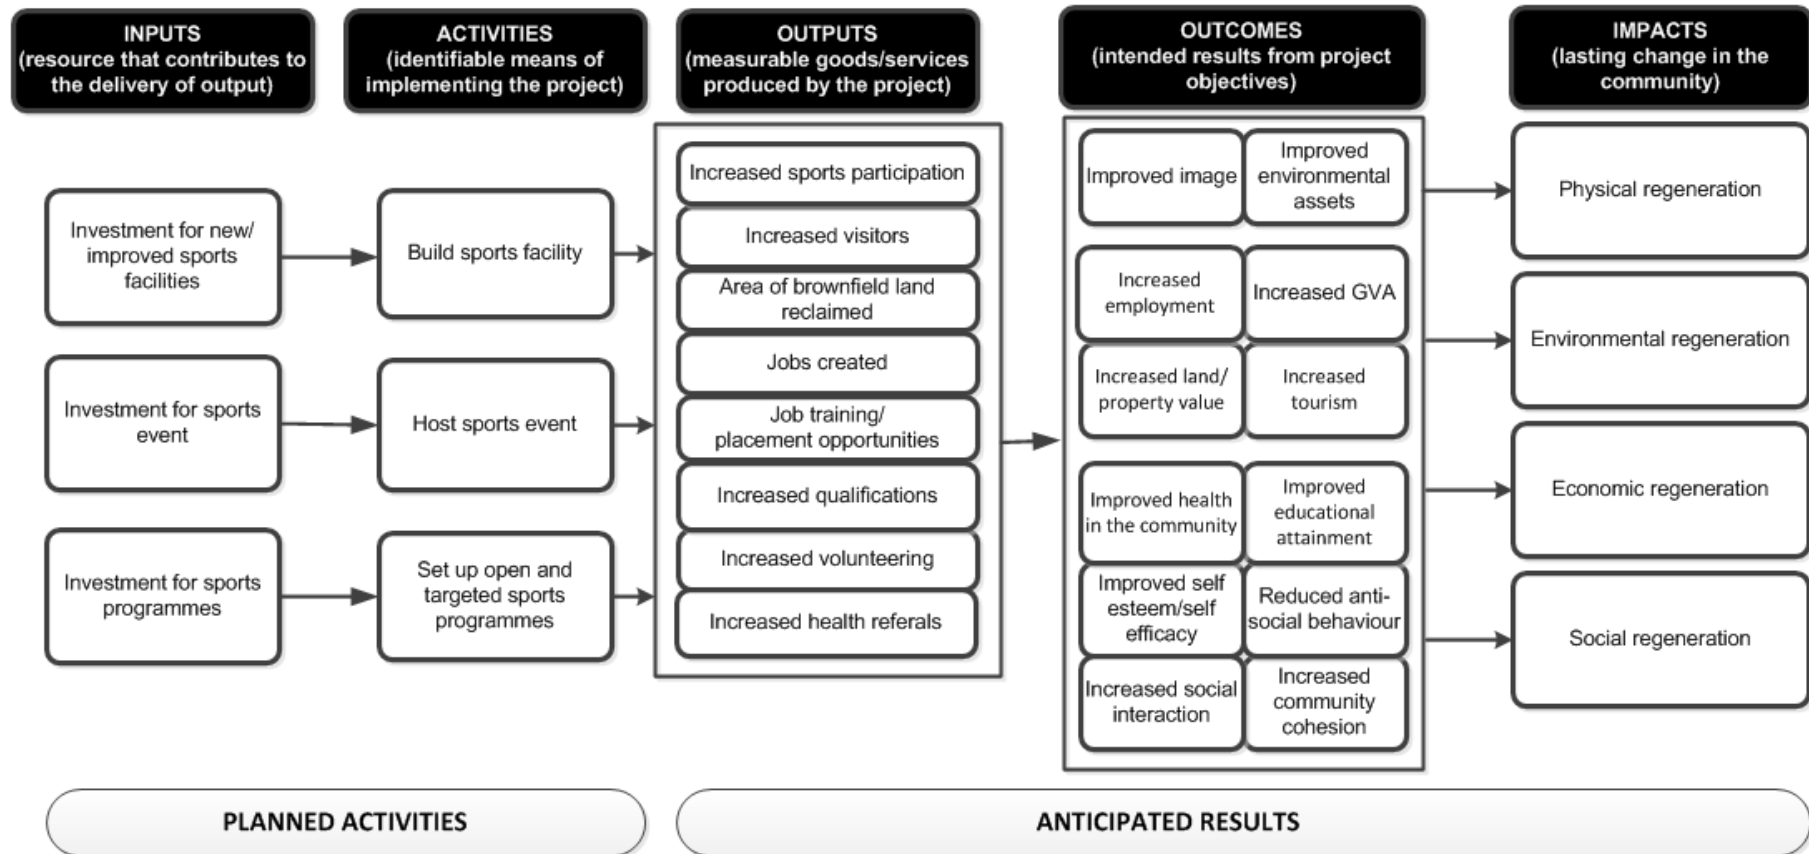 INPUTS
(resource that contributes to
the delivery of output)
ACTIVITIES
(identifiable means of
implementing the project)
OUTPUTS
(measurable goods/services
produced by the project)
OUTCOMES
(intended results from project
objectives)
IMPACTS
(lasting change in the
community)
Investment for new/
improved sports
facilities
Investment for sports
event
Investment for sports
programmes
Build sports facility
Host sports event
Set up open and
targeted sports
programmes
Increased sports participation
Increased visitors
Area of brownfield land
reclaimed
Jobs created
Job training/
placement opportunities
Increased qualifications
Increased volunteering
Increased health referals
Improved image
Improved
environmental
assets
Increased
employment
Increased GVA
Increased land/
property value
Increased
tourism
Improved health
in the community
Improved
educational
attainment
Improved self
esteem/self
efficacy
Reduced anti-
social behaviour
Increased social
interaction
Increased
community
cohesion
Physical regeneration
Environmental regeneration
Economic regeneration
Social regeneration
PLANNED ACTIVITIES
ANTICIPATED RESULTS